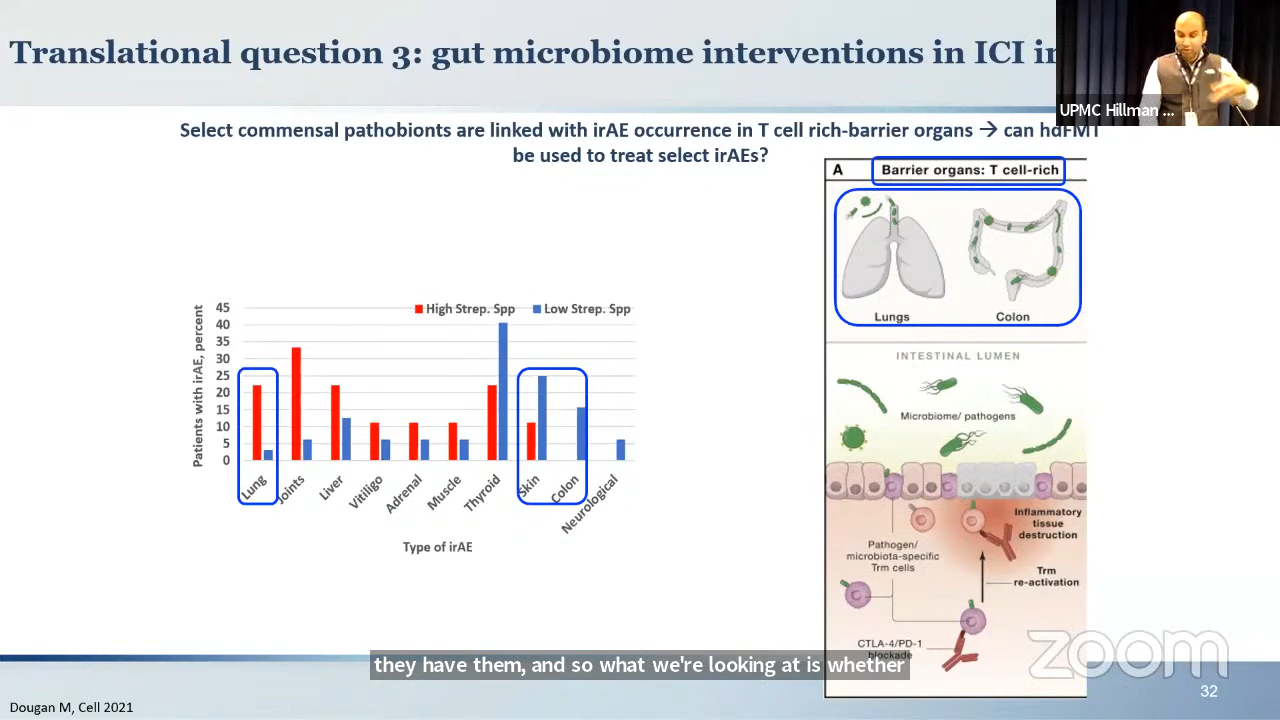 Translational question 3: gut microbiome interventions in ICI
UPMC Hillman ...
Select commensal pathobionts are linked with irAE occurrence in T cell rich-barrier organs → can hdFMT
be used to treat select irAEs?
A Barrier organs: T cell-rich
Lungs Colon
High Strep. Spp Low Strep. Spp
Patients with irAE, percent
45
40
35
30
25
20
15
10
5
0
Lung Joints Liver Vitiligo Adrenal Muscle Thyroid Skin Colon Neurological
Type of irAE
INTESTINAL LUMEN
Microbiome/ pathogens
Inflammatory
tissue
destruction
Pathogen/
microbiota-specific
Trm cells
Trm
re-activation
CTLA-4/PD-1
blockade
zoom
they have them, and so what we're looking at is whether
32
Dougan M, Cell 2021